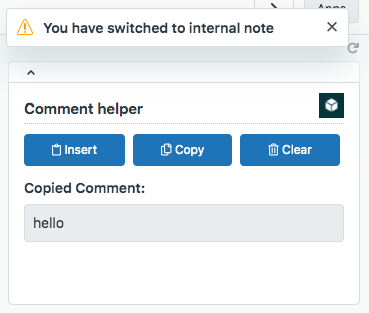 Apps
You have switched to internal note
Comment helper
Insert
Copy
Clear
Copied Comment:
hello